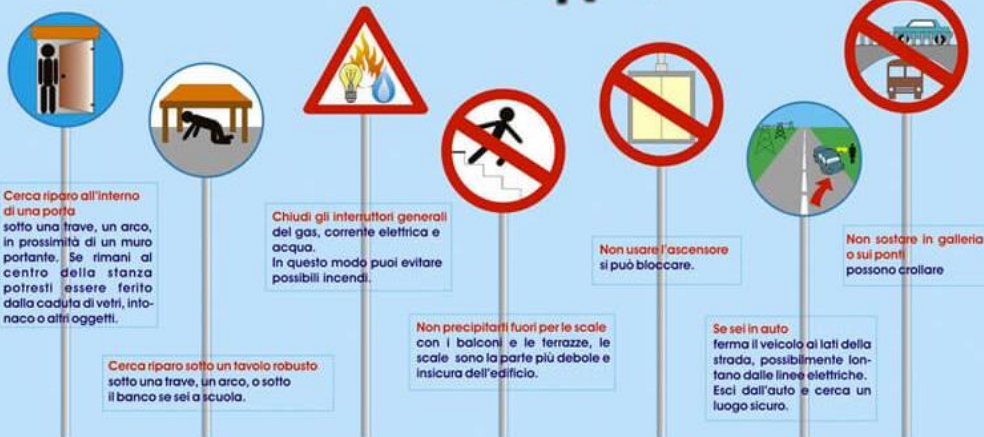 Cerca riparo all'interno
di una porta
sotto una trave, un arco,
in prossimità di un muro
portante. Se rimani al
centro della stanza
potresti essere ferito
dalla caduta di vetri, into-
naco o altri oggetti.
Cerca riparo sotto un tavolo robusto
sotto una trave, un arco, o sotto
il banco se sei a scuola.
Chiudi gli interruttori generali
del gas, corrente elettrica e
acqua.
In questo modo puoi evitare
possibili incendi.
Non precipitarti fuori per le scale
con i balconi e le terrazze, le
scale sono la parte più debole e
insicura dell'edificio.
Non usare l'ascensore
si può bloccare.
Se sei in auto
ferma il veicolo ai lati della
strada, possibilmente lon-
tano dalle linee elettriche.
Esci dall'auto e cerca un
luogo sicuro.
Non sostare in galleria
o sui ponti
possono crollare